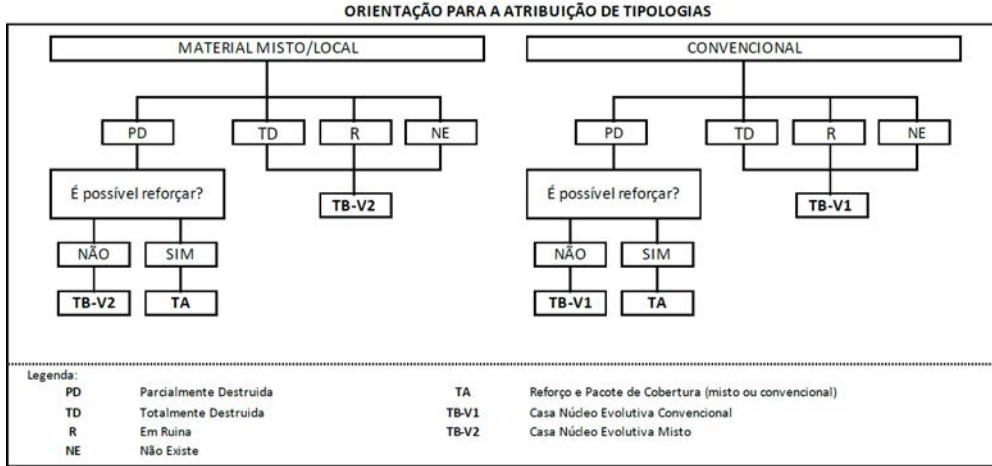 ORIENTAÇÃO PARA A ATRIBUIÇÃO DE TIPOLOGIAS
MATERIAL MISTO/LOCAL
CONVENCIONAL
PD TD R NE
PD TD R NE
É possível reforçar?
TB-V2
É possível reforçar?
TB-V1
NÃO SIM
NÃO SIM
TB-V2 TA
TB-V1 TA
Legenda:
PD Parcialmente Destruida TA Reforço e Pacote de Cobertura (misto ou convencional)
TD Totalmente Destruida TB-V1 Casa Núcleo Evolutiva Convencional
R Em Ruina TB-V2 Casa Núcleo Evolutiva Misto
NE Não Existe